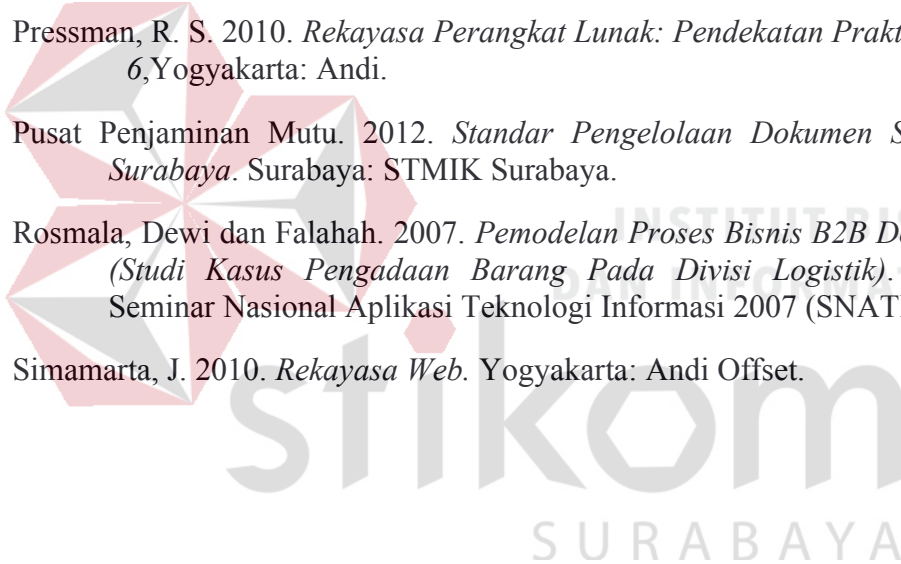 Pressman, R. S. 2010. Rekayasa Perangkat Lunak: Pendekatan
6,Yogyakarta: Andi.
Pusat Penjaminan Mutu. 2012. Standar Pengelolaan Dokumen
Surabaya. Surabaya: STMIK Surabaya.
Rosmala, Dewi dan Falahah. 2007. Pemodelan Proses Bisnis B2B
(Studi Kasus Pengadaan Barang Pada Divisi Logistik).
Seminar Nasional Aplikasi Teknologi Informasi 2007
Simamarta, J. 2010. Rekayasa Web. Yogyakarta: Andi Offset.
INSTITUT
DAN
stikom
SURABAYA